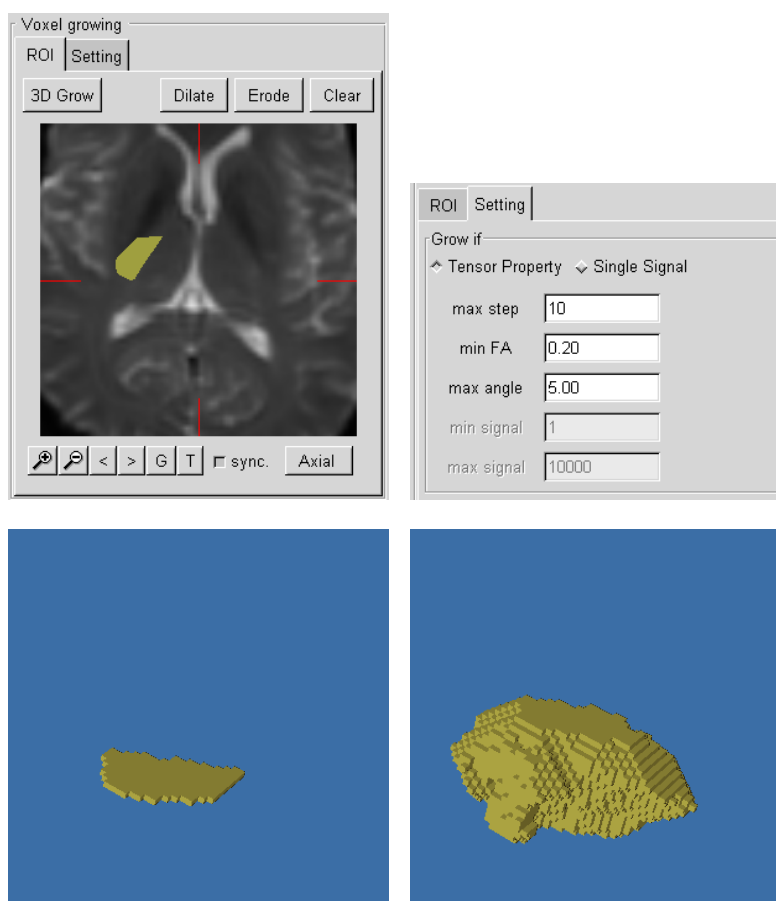 Voxel growing
ROI Setting
3D Grow Dilate Erode Clear
< > G T sync. Axial
ROI Setting
Grow if
Tensor Property Single Signal
max step 10
min FA 0.20
max angle 5.00
min signal 1
max signal 10000